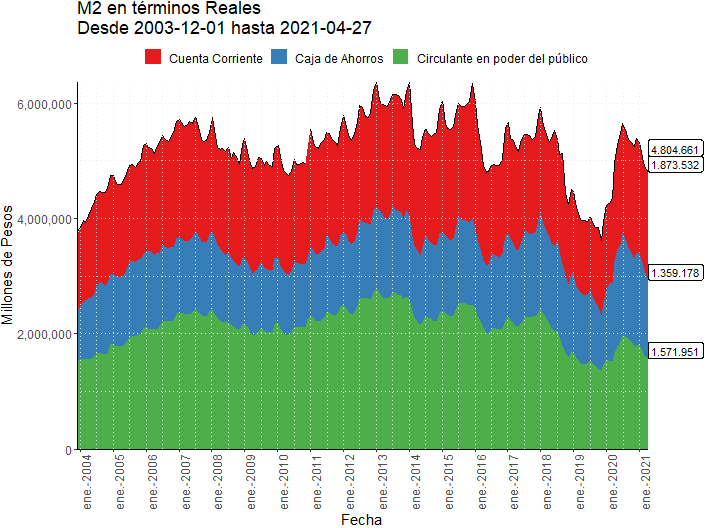 M2 en términos Reales
Desde 2003-12-01 hasta 2021-04-27
Cuenta Corriente
Caja de Ahorros
Circulante en poder del público
Millones de Pesos
6,000,000
4,000,000
2,000,000
0
4.804.661
1.873.532
1.359.178
1.571.951
ene.-2004
ene.-2005
ene.-2006
ene.-2007
ene.-2008
ene.-2009
ene.-2010
ene.-2011
ene.-2012
ene.-2013
ene.-2014
ene.-2015
ene.-2016
ene.-2017
ene.-2018
ene.-2019
ene.-2020
ene.-2021
Fecha